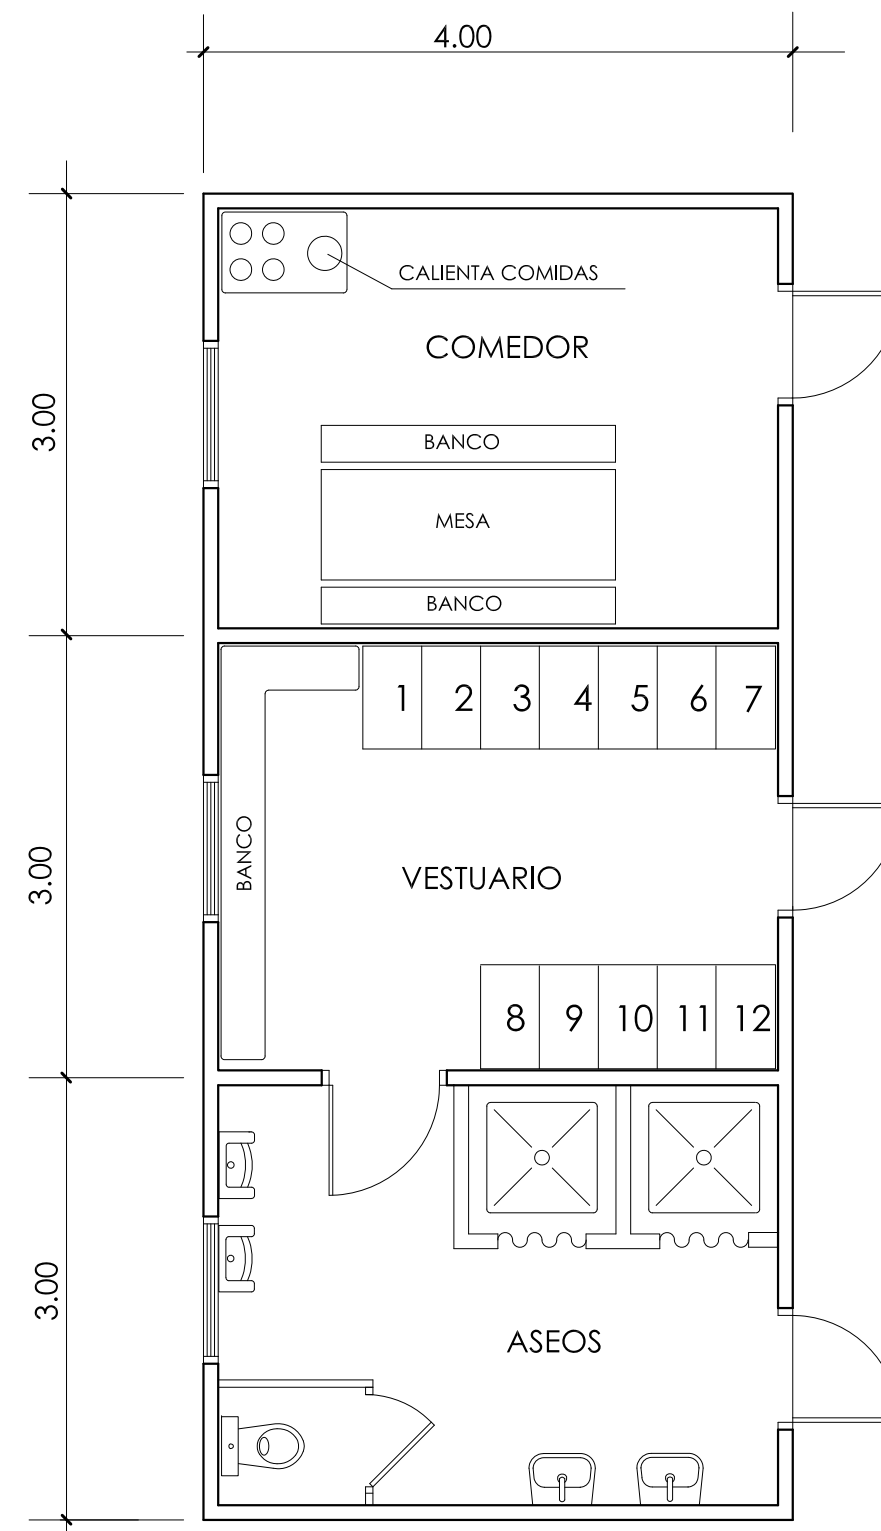 4.00
CALIENTA COMIDAS
COMEDOR
3.00
BANCO
MESA
BANCO
1 2 3 4 5 6 7
3.00
BANCO
VESTUARIO
8 9 10 11 12
3.00
ASEOS